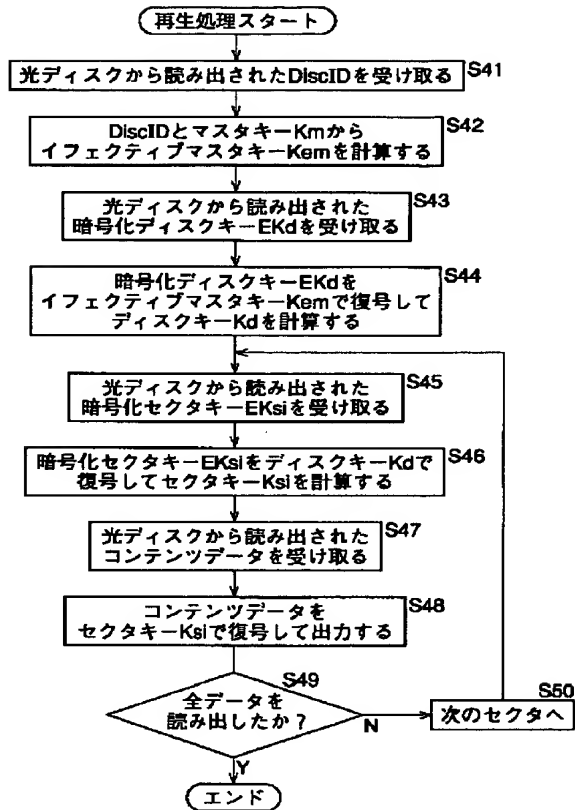 再生処理スタート
S41
光ディスクから読み出されたDiscIDを受け取る
S42
DiscIDとマスタキーKmから
イフェクティブマスタキーKemを計算する
S43
光ディスクから読み出された
暗号化ディスクキーEKdを受け取る
S44
暗号化ディスクキーEKdを
イフェクティブマスタキーKemで復号して
ディスクキーKdを計算する
S45
光ディスクから読み出された
暗号化セクタキーEKsiを受け取る
S46
暗号化セクタキーEKsiをディスクキーKdで
復号してセクタキーKsiを計算する
S47
光ディスクから読み出された
コンテンツデータを受け取る
S48
コンテンツデータを
セクタキーKsiで復号して出力する
S49
全データを
読み出したか?
N
S50
次のセクタへ
Y
エンド